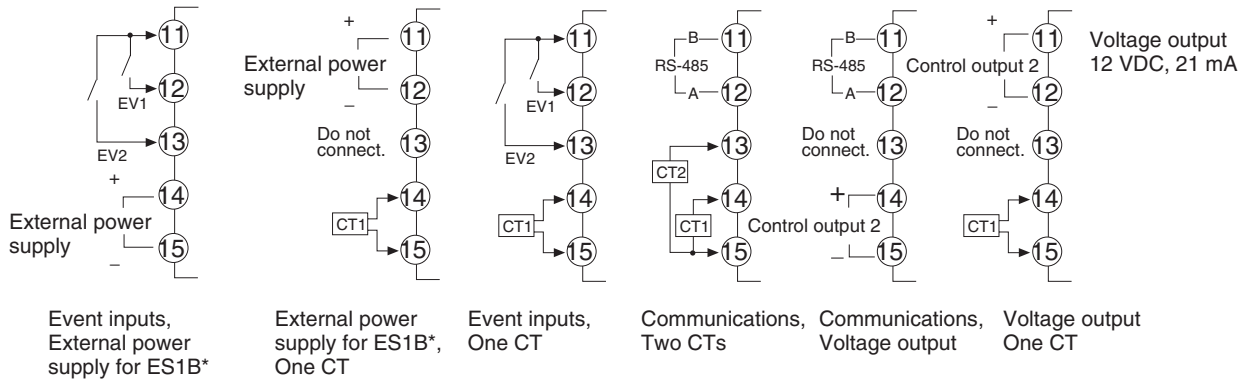 11
12
EV1
13
EV2
+
14
External power
supply
15
–
Event inputs,
External power
supply for ES1B*
+
11
External power
supply
12
–
Do not
connect.
13
14
CT1
15
External power
supply for ES1B*,
One CT
11
12
EV1
13
EV2
14
CT1
15
Event inputs,
One CT
B
11
RS-485
A
12
13
CT2
14
CT1
15
Communications,
Two CTs
B
11
RS-485
A
12
Do not
connect.
13
+
14
Control output 2
–
15
Communications,
Voltage output
+
11
Control output 2
12
–
Do not
connect.
13
14
CT1
15
Voltage output
One CT
Voltage output
12 VDC, 21 mA